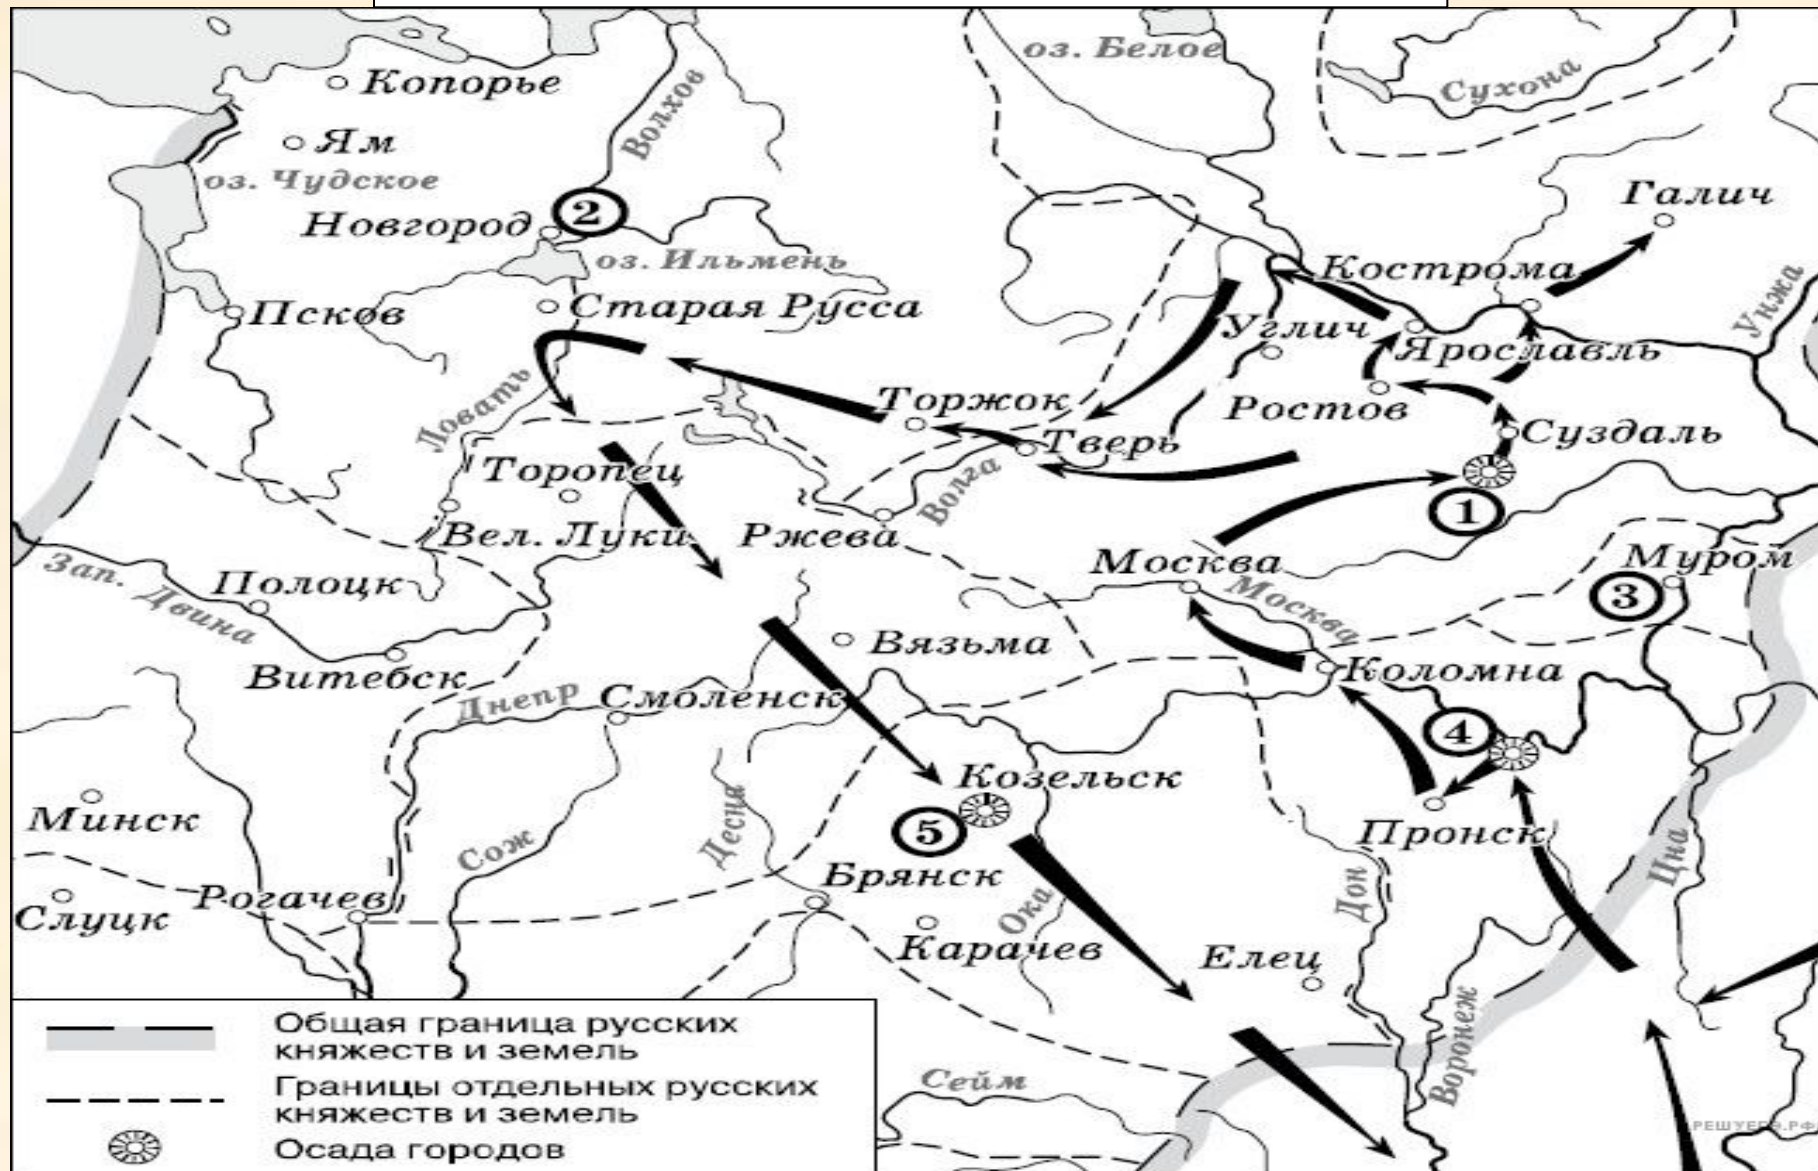 оз. Белое
Сухона
Копорье
Волхов
Ям
оз. Чудское
Галич
Новгород
2
оз. Ильмень
Кострома
Унжа
Псков
Старая Русса
Углич
Ярославль
Ловать
Торжок
Ростов
Тверь
Суздаль
Торопец
Волга
1
Вел. Луки
Ржева
Москва
Муром
Зап. Двина
Полоцк
Москва
3
Вязьма
Витебск
Коломна
Днепр
Смоленск
4
Козельск
Минск
Десна
5
Пронск
Сож
Цна
Брянск
Рогачев
Дон
Слуцк
Ока
Карачев
Елец
Воронеж
Сейм
Общая граница русских
княжеств и земель
Границы отдельных русских
княжеств и земель
Осада городов
РЕШУЕГЭ.РФ